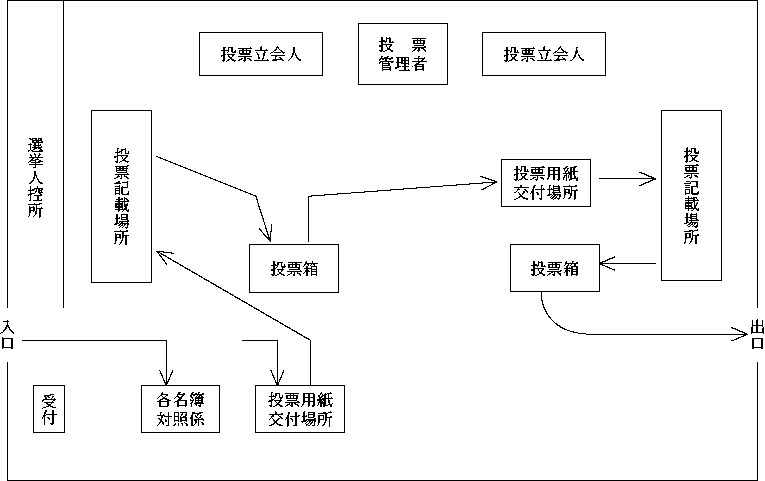 投票立会人
投　票
管理者
投票立会人
選挙人控所
投票記載場所
投票用紙
交付場所
投票記載場所
投票箱
投票箱
入口
出口
受付
各名簿
対照係
投票用紙
交付場所